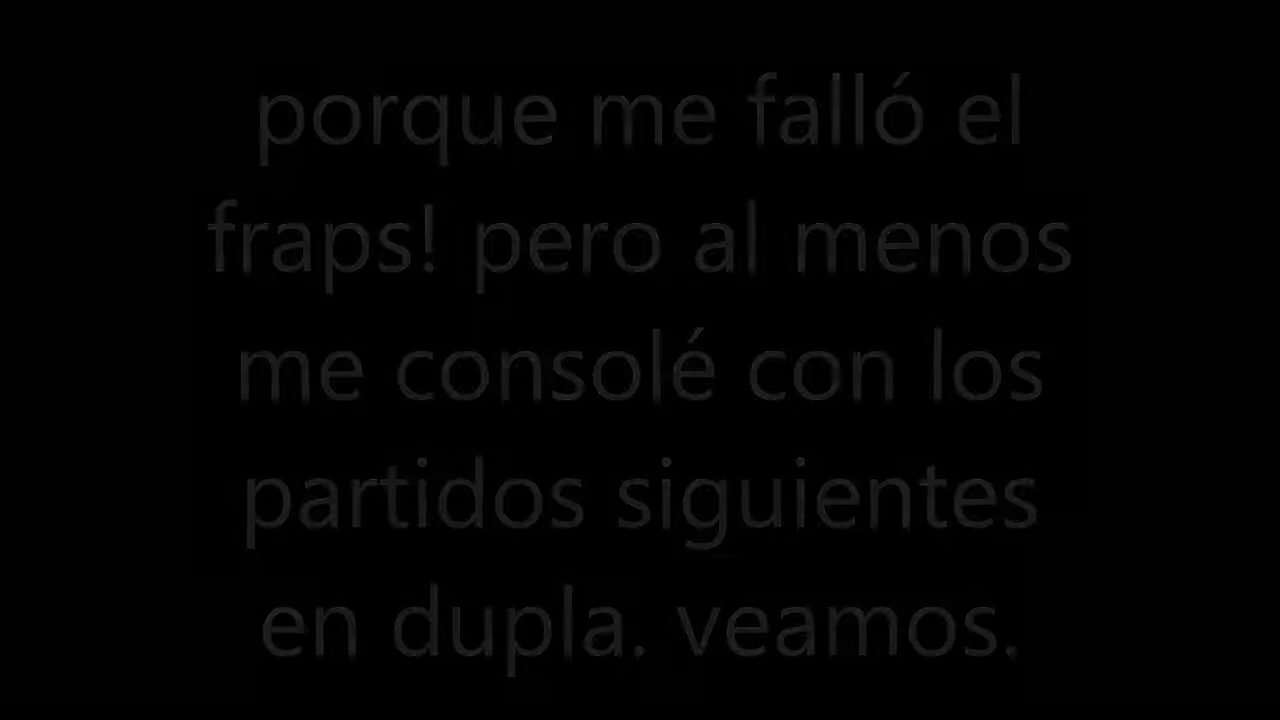 porque me falló el
fraps! pero al menos
me consolé con los
partidos siguientes
en dupla. veamos.